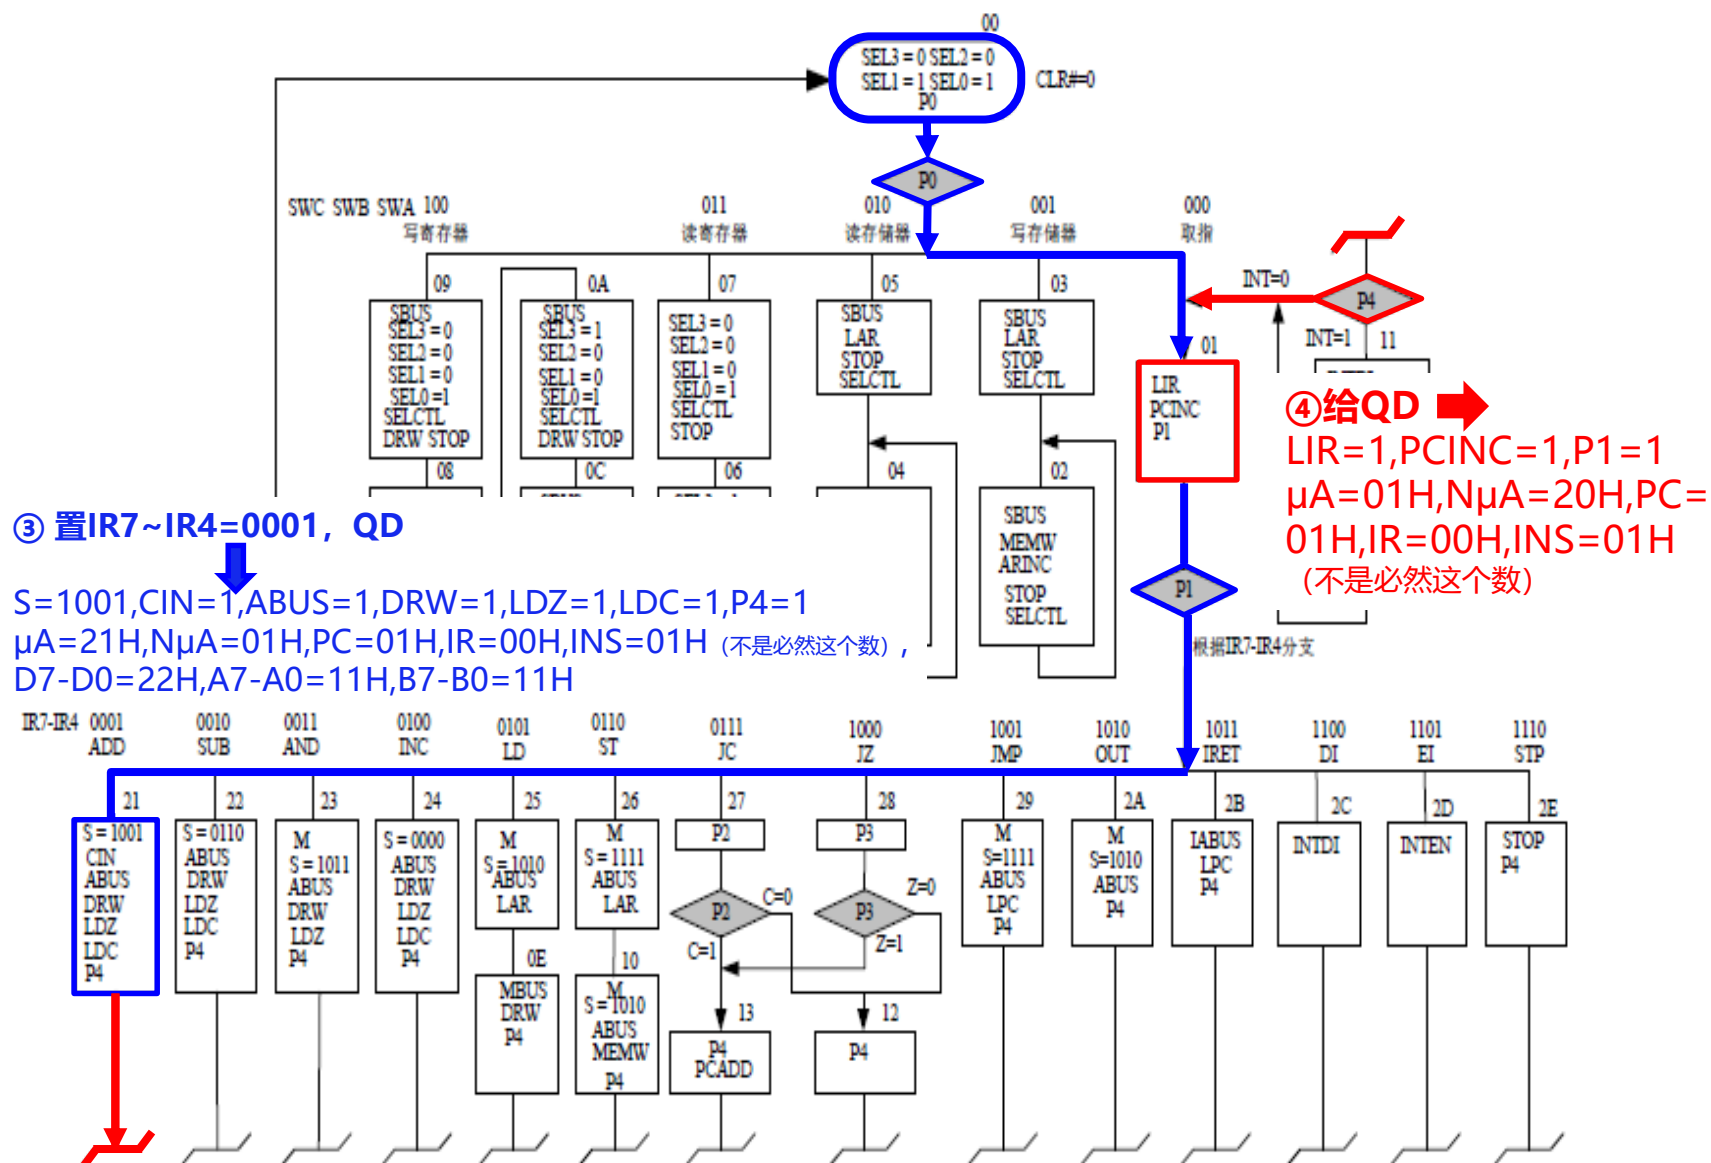 00
SEL3 = 0 SEL2 = 0
SEL1 = 1 SEL0 = 1
P0
CLR#=0
P0
SWC SWB SWA 100
写寄存器
011
读寄存器
010
读存储器
001
写存储器
000
取指
09
SBUS
SEL3 = 0
SEL2 = 0
SEL1 = 0
SEL0 =1
SELCTL
DRW STOP
08
0A
SBUS
SEL3 = 1
SEL2 = 0
SEL1 = 0
SEL0=1
SELCTL
DRW STOP
0C
07
SEL3 = 0
SEL2 = 0
SEL1 = 0
SEL0 = 1
SELCTL
STOP
06
05
SBUS
LAR
STOP
SELCTL
04
03
SBUS
LAR
STOP
SELCTL
02
SBUS
MEMW
ARINC
STOP
SELCTL
01
LIR
PCINC
P1
INT=0
P4
INT=1
11
④给QD
LIR=1,PCINC=1,P1=1
μA=01H,NμA=20H,PC=
01H,IR=00H,INS=01H
（不是必然这个数）
P1
根据IR7-IR4分支
③ 置IR7~IR4=0001，QD
S=1001,CIN=1,ABUS=1,DRW=1,LDZ=1,LDC=1,P4=1
μA=21H,NμA=01H,PC=01H,IR=00H,INS=01H（不是必然这个数）,
D7-D0=22H,A7-A0=11H,B7-B0=11H
IR7-IR4
0001
ADD
0010
SUB
0011
AND
0100
INC
0101
LD
0110
ST
0111
JC
1000
JZ
1001
JMP
1010
OUT
1011
IRET
1100
DI
1101
EI
1110
STP
21
S = 1001
CIN
ABUS
DRW
LDZ
LDC
P4
22
S = 0110
ABUS
DRW
LDZ
LDC
P4
23
M
S = 1011
ABUS
DRW
LDZ
P4
24
S = 0000
ABUS
DRW
LDZ
LDC
P4
25
M
S = 1010
ABUS
LAR
0E
MBUS
DRW
P4
26
M
S = 1111
ABUS
LAR
10
M
S = 1010
ABUS
MEMW
P4
27
P2
P2
C=0
C=1
13
P4
PCADD
28
P3
P3
Z=0
Z=1
12
P4
29
M
S=1111
ABUS
LPC
P4
2A
M
S=1010
ABUS
P4
2B
IABUS
LPC
P4
2C
INTDI
2D
INTEN
2E
STOP
P4